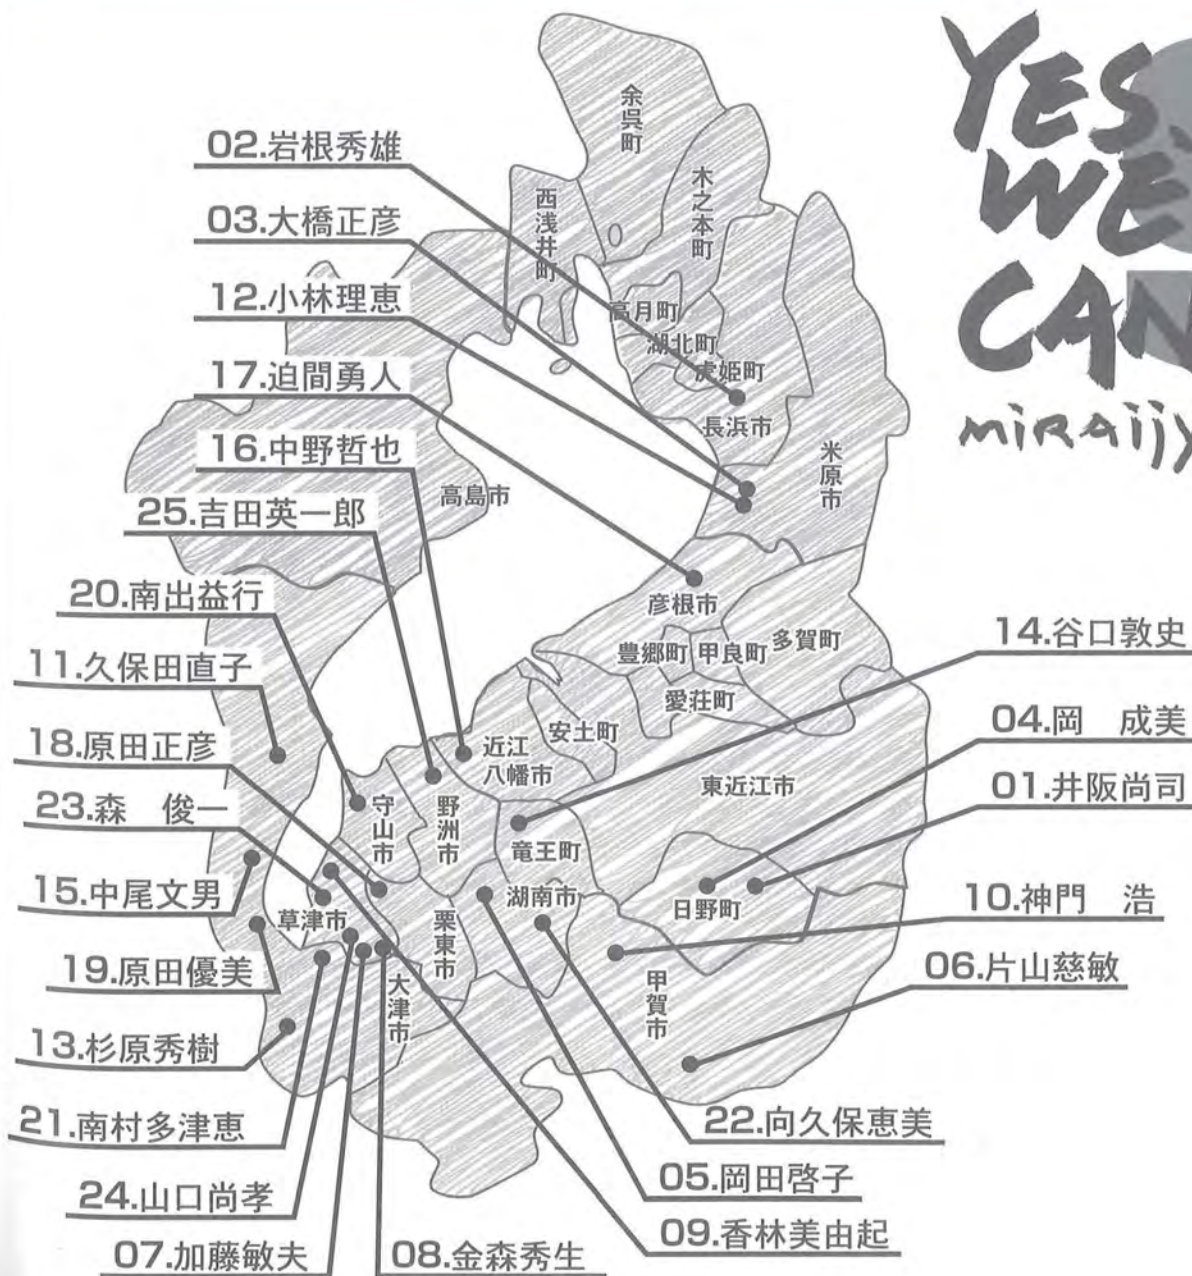 YES,
WE
CAN
miRAijy
02.岩根秀雄
03.大橋正彦
12.小林理恵
17.迫間勇人
16.中野哲也
25.吉田英一郎
20.南出益行
11.久保田直子
18.原田正彦
23.森　俊一
15.中尾文男
19.原田優美
13.杉原秀樹
21.南村多津恵
24.山口尚孝
07.加藤敏夫
08.金森秀生
14.谷口敦史
04.岡　成美
01.井阪尚司
10.神門　浩
06.片山慈敏
22.向久保恵美
05.岡田啓子
09.香林美由起
余呉町
木之本町
西浅井町
高月町
湖北町
虎姫町
長浜市
米原市
高島市
彦根市
多賀町
豊郷町
甲良町
愛荘町
安土町
近江
八幡市
東近江市
守山市
野洲市
竜王町
湖南市
日野町
草津市
栗東市
大津市
甲賀市